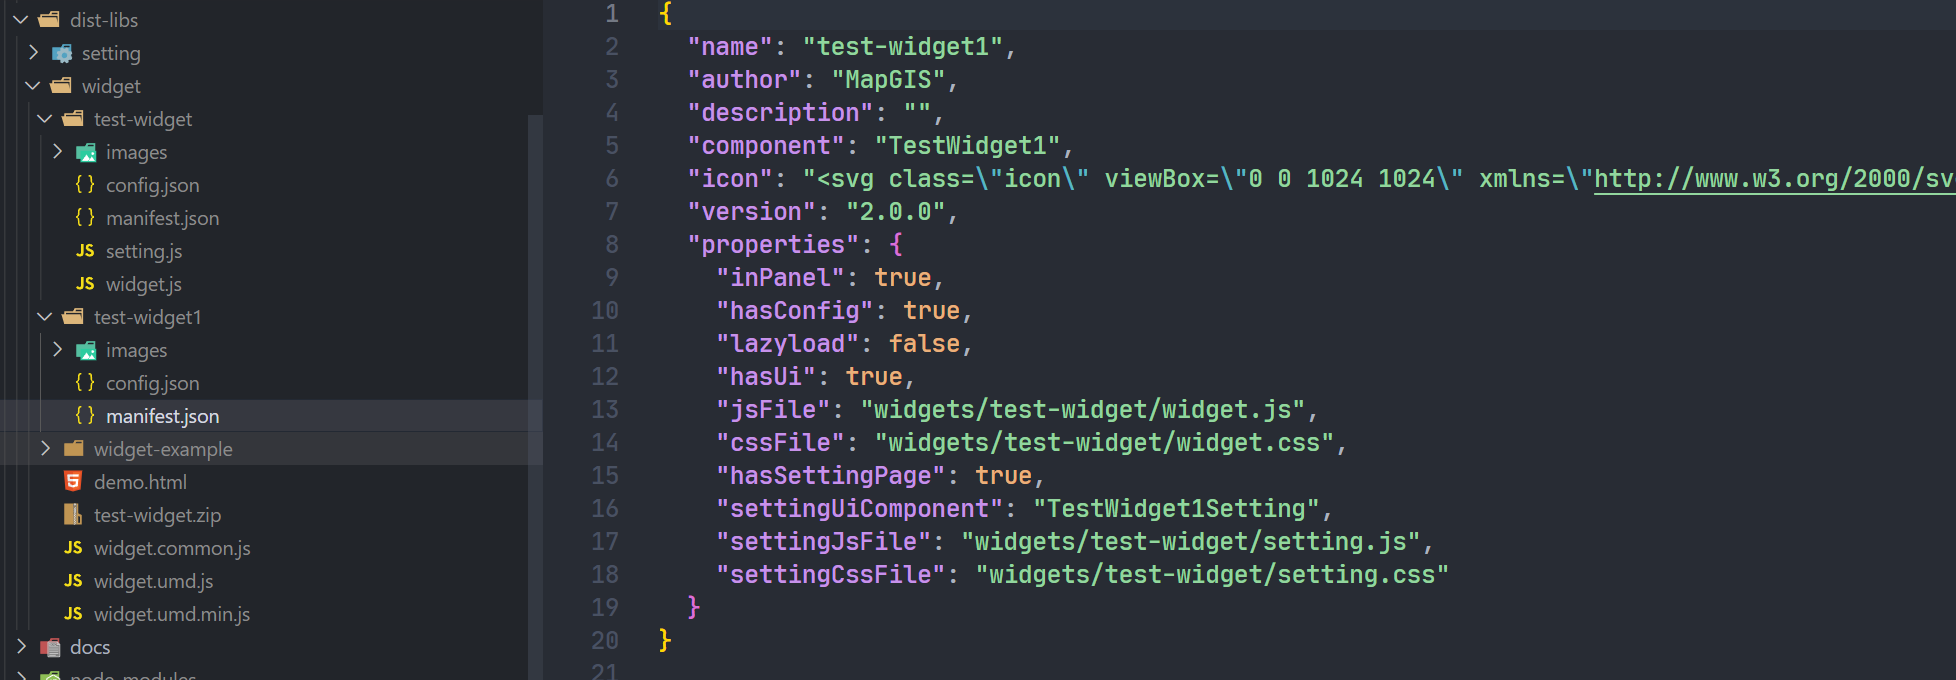 dist-libs
setting
widget
test-widget
images
config.json
manifest.json
JS setting.js
JS widget.js
test-widget1
images
config.json
manifest.json
widget-example
demo.html
test-widget.zip
JS widget.common.js
JS widget.umd.js
JS widget.umd.min.js
docs
node_modules
1 {
2 "name": "test-widget1",
3 "author": "MapGIS",
4 "description": "",
5 "component": "TestWidget1",
6 "icon": "<svg class=\"icon\" viewBox=\"0 0 1024 1024\" xmlns=\"http://www.w3.org/2000/sv
7 "version": "2.0.0",
8 "properties": {
9 "inPanel": true,
10 "hasConfig": true,
11 "lazyload": false,
12 "hasUi": true,
13 "jsFile": "widgets/test-widget/widget.js",
14 "cssFile": "widgets/test-widget/widget.css",
15 "hasSettingPage": true,
16 "settingUiComponent": "TestWidget1Setting",
17 "settingJsFile": "widgets/test-widget/setting.js",
18 "settingCssFile": "widgets/test-widget/setting.css"
19 }
20 }
21